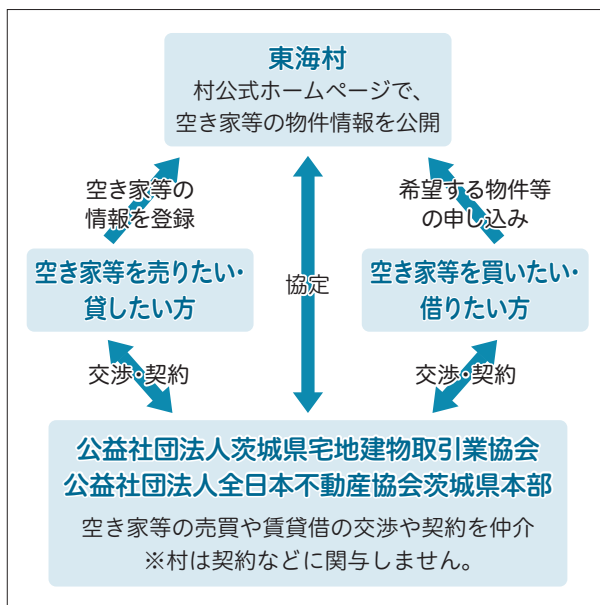 東海村
村公式ホームページで、
空き家等の物件情報を公開
空き家等の
情報を登録
希望する物件等
の申し込み
空き家等を売りたい・
貸したい方
協定
空き家等を買いたい・
借りたい方
交渉・契約
交渉・契約
公益社団法人茨城県宅地建物取引業協会
公益社団法人全日本不動産協会茨城県本部
空き家等の売買や賃貸借の交渉や契約を仲介
※村は契約などに関与しません。